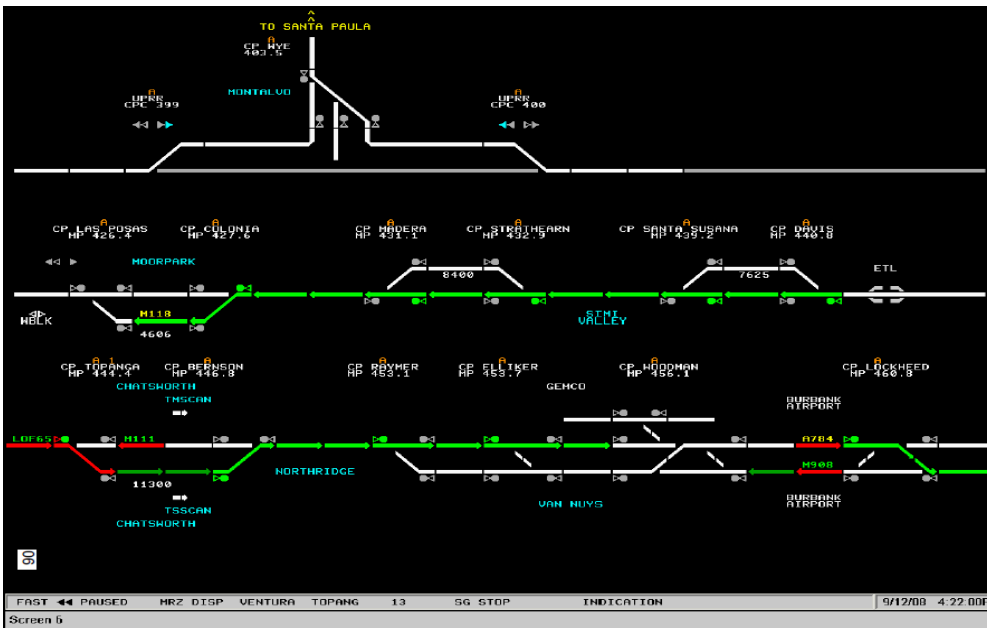 TO SANTA PAULA
A
CP WYE
403.5
MONTALVO
A
UPRR
CPC 399
A
UPRR
CPC 400
A
CP LAS POSAS
MP 426.4
A
CP COLONIA
MP 427.6
A
CP MADERA
MP 431.1
A
CP STRATHEARN
MP 432.9
A
CP SANTA SUSANA
MP 439.2
A
CP DAVIS
MP 440.8
MOORPARK
8400
7625
ETL
WBLK
M118
4606
SIMI
VALLEY
A 1
CP TOPANGA
MP 444.4
A
CP BERNSON
MP 446.8
A
CP RAYMER
MP 453.1
A
CP ELLIKER
MP 453.7
A
CP WOODMAN
MP 456.1
A
CP LOCKHEED
MP 460.8
CHATSWORTH
TMSCAN
GEMCO
BURBANK
AIRPORT
LOF65
M111
A784
NORTHRIDGE
M908
11300
TSSCAN
CHATSWORTH
VAN NUYS
BURBANK
AIRPORT
90
FAST ◀◀ PAUSED MRZ DISP VENTURA TOPANG 13 SG STOP INDICATION 9/12/08 4:22:00P
Screen 6